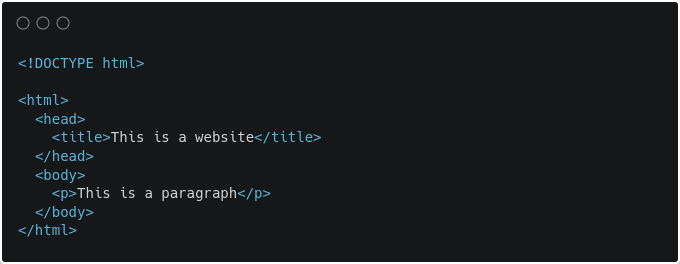 <!DOCTYPE html>

<html>
  <head>
    <title>This is a website</title>
  </head>
  <body>
    <p>This is a paragraph</p>
  </body>
</html>